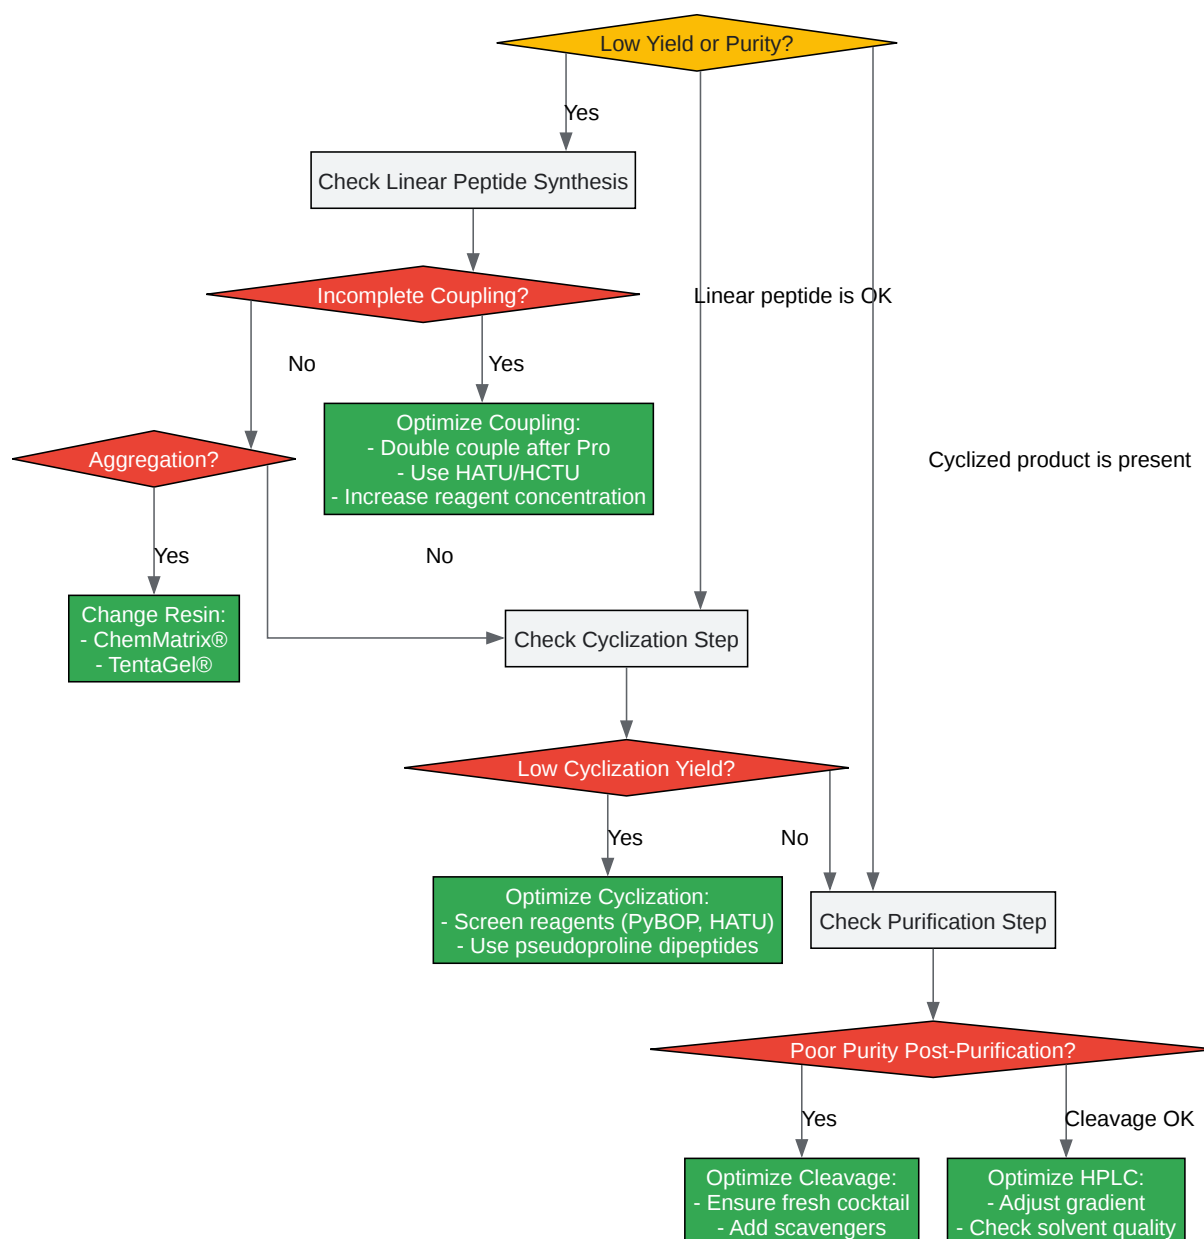 Low Yield or Purity?
Yes
Check Linear Peptide Synthesis
Incomplete Coupling?
Linear peptide is OK
No
Yes
Optimize Coupling:
- Double couple after Pro
- Use HATU/HCTU
- Increase reagent concentration
Aggregation?
Cyclized product is present
Yes
No
Change Resin:
- ChemMatrix®
- TentaGel®
Check Cyclization Step
Low Cyclization Yield?
Yes
No
Optimize Cyclization:
- Screen reagents (PyBOP, HATU)
- Use pseudoproline dipeptides
Check Purification Step
Poor Purity Post-Purification?
Yes
Cleavage OK
Optimize Cleavage:
- Ensure fresh cocktail
- Add scavengers
Optimize HPLC:
- Adjust gradient
- Check solvent quality